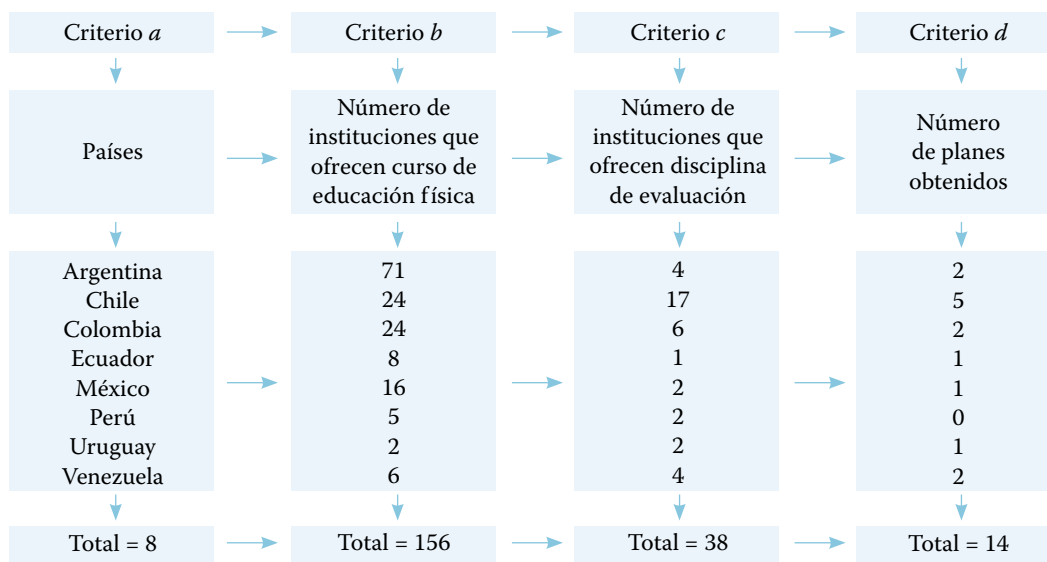 Criterio a
Criterio b
Criterio c
Criterio d
Países
Número de
instituciones que
ofrecen curso de
educación física
Número de
instituciones que
ofrecen disciplina
de evaluación
Número
de planes
obtenidos
Argentina
Chile
Colombia
Ecuador
México
Perú
Uruguay
Venezuela
71
24
24
8
16
5
2
6
4
17
6
1
2
2
2
4
2
5
2
1
1
0
1
2
Total = 8
Total = 156
Total = 38
Total = 14